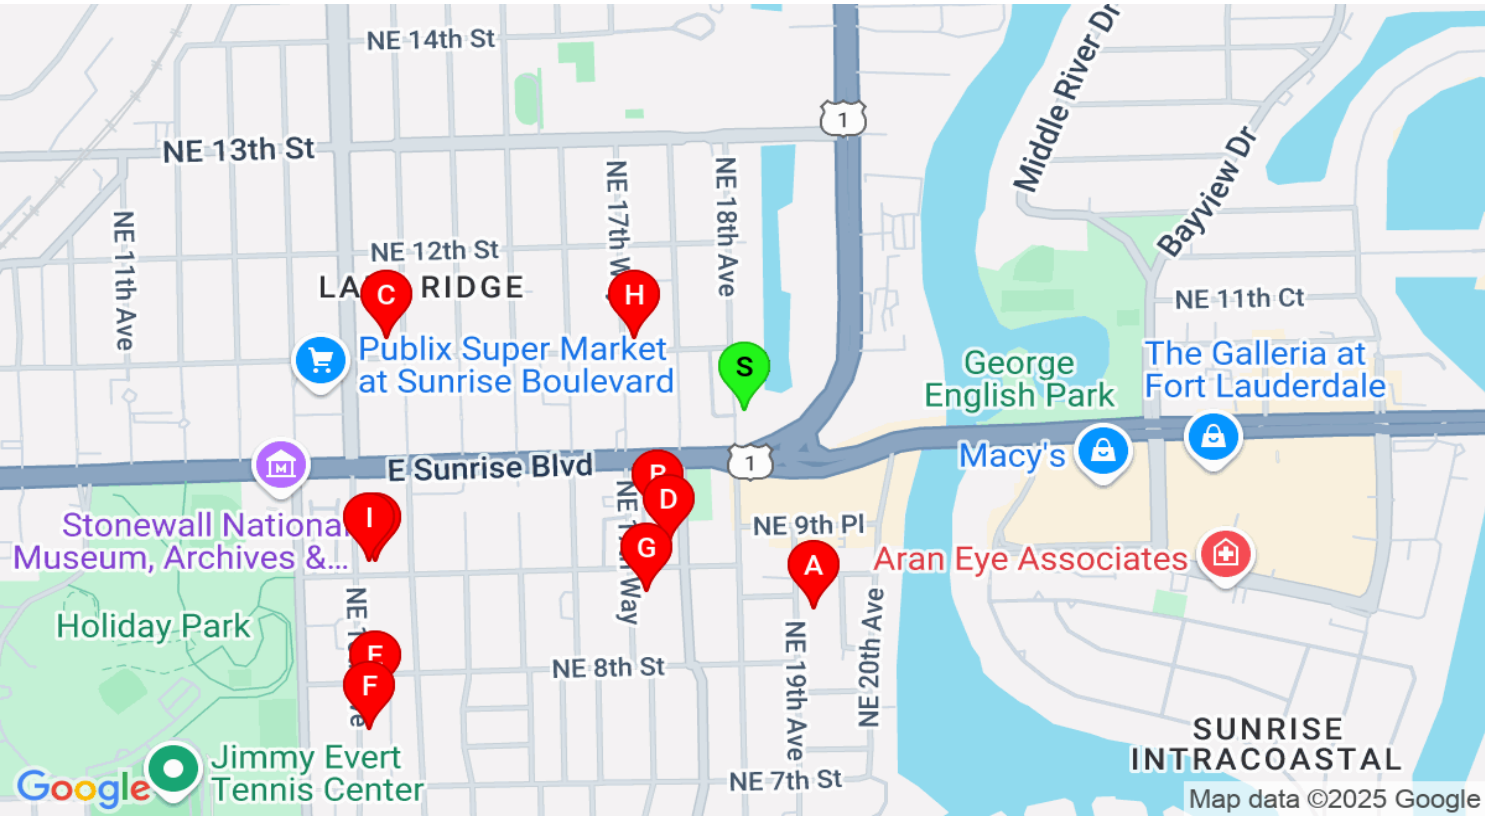 NE 14th St
1
Middle River Dr
NE 13th St
Bayview Dr
NE 11th Ave
NE 17th W
NE 18th Ave
NE 12th St
RIDGE
C
H
NE 11th Ct
Publix Super Market
at Sunrise Boulevard
S
George
English Park
The Galleria at
Fort Lauderdale
Macy's
E Sunrise Blvd
1
M
D
I
G
A
Stonewall National
Museum, Archives &...
NE 9th Pl
Aran Eye Associates
Way
Holiday Park
NE 8th St
NE 19th Ave
NE 20th Ave
F
SUNRISE
INTRACOASTAL
Jimmy Evert
Tennis Center
NE 7th St
Google
Map data ©2025 Google